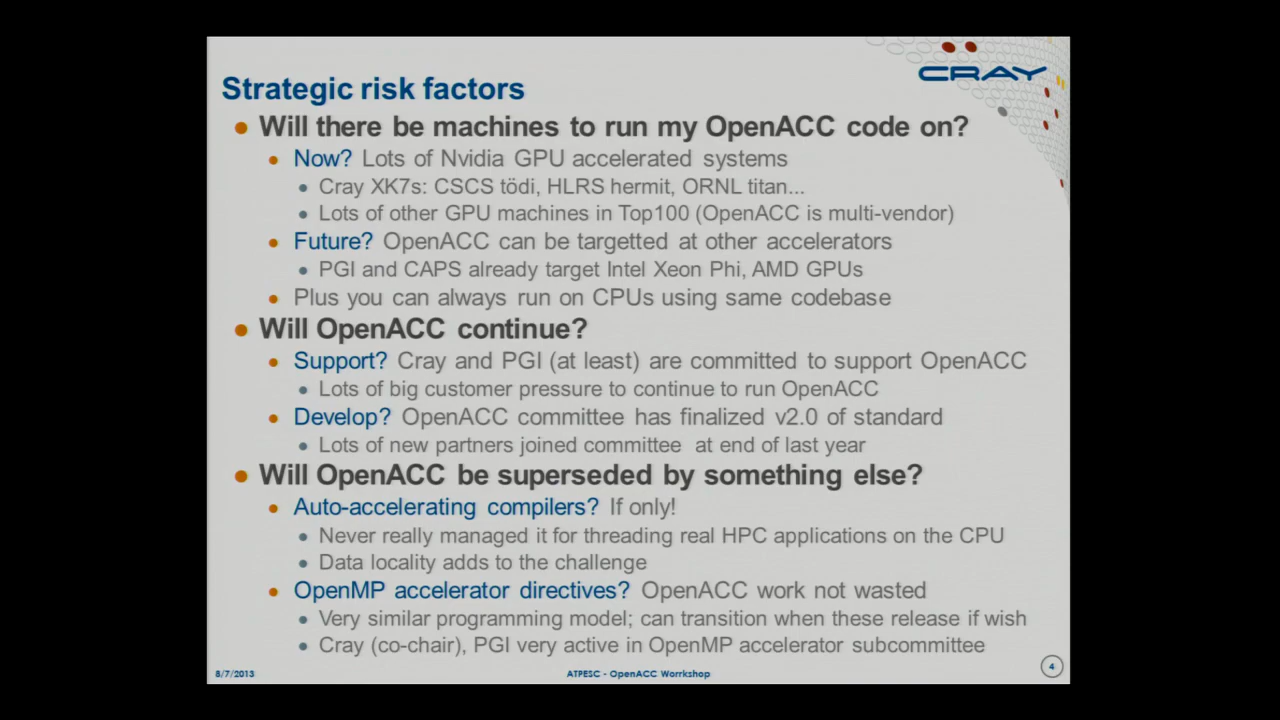 CRAY
Strategic risk factors
● Will there be machines to run my OpenACC code on?
● Now? Lots of Nvidia GPU accelerated systems
● Cray XK7s: CSCS tödi, HLRS hermit, ORNL titan...
● Lots of other GPU machines in Top100 (OpenACC is multi-vendor)
● Future? OpenACC can be targetted at other accelerators
● PGI and CAPS already target Intel Xeon Phi, AMD GPUs
● Plus you can always run on CPUs using same codebase
● Will OpenACC continue?
● Support? Cray and PGI (at least) are committed to support OpenACC
● Lots of big customer pressure to continue to run OpenACC
● Develop? OpenACC committee has finalized v2.0 of standard
● Lots of new partners joined committee at end of last year
● Will OpenACC be superseded by something else?
● Auto-accelerating compilers? If only!
● Never really managed it for threading real HPC applications on the CPU
● Data locality adds to the challenge
● OpenMP accelerator directives? OpenACC work not wasted
● Very similar programming model; can transition when these release if wish
● Cray (co-chair), PGI very active in OpenMP accelerator subcommittee
8/7/2013 ATPESC - OpenACC Worrkshop 4